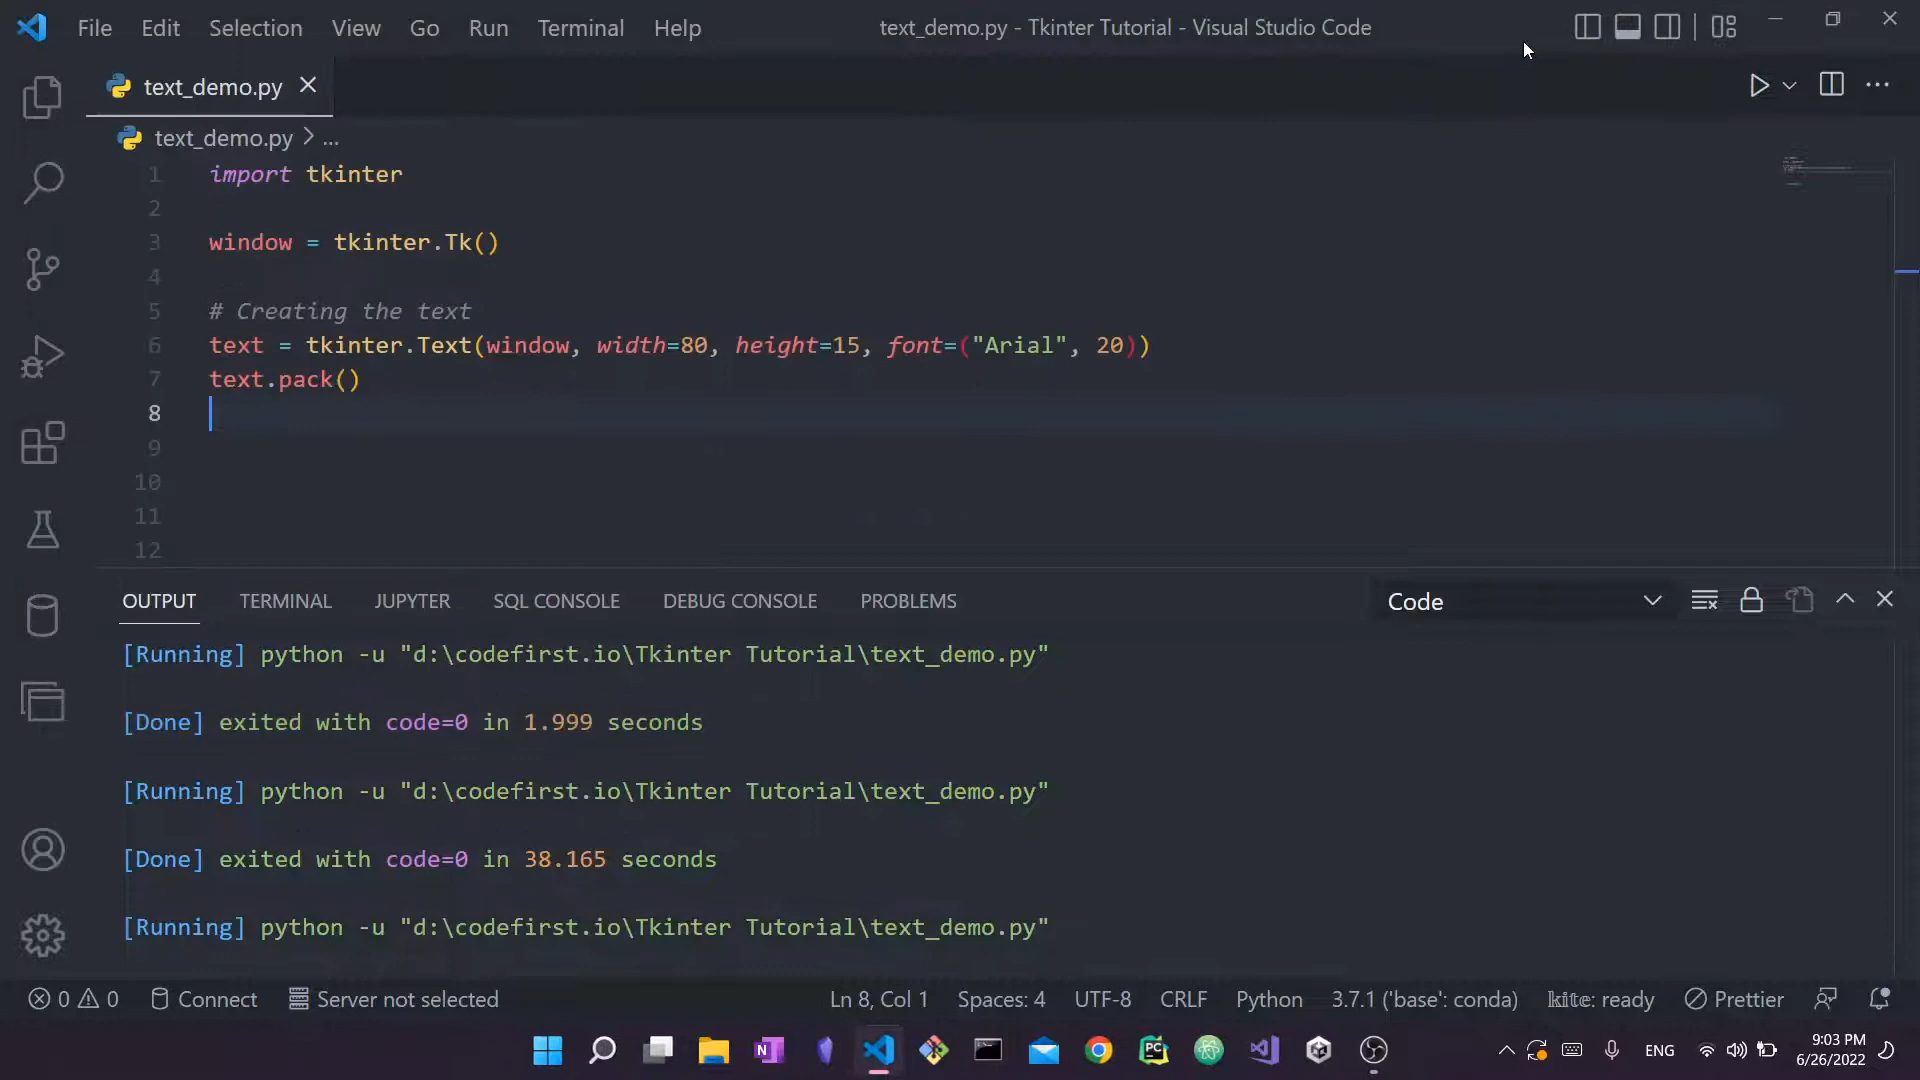 File Edit Selection View Go Run Terminal Help text_demo.py - Tkinter Tutorial - Visual Studio Code
text_demo.py
text_demo.py > ...
1 import tkinter
2
3 window = tkinter.Tk()
4
5 # Creating the text
6 text = tkinter.Text(window, width=80, height=15, font=("Arial", 20))
7 text.pack()
8
9
10
11
12
OUTPUT TERMINAL JUPYTER SQL CONSOLE DEBUG CONSOLE PROBLEMS Code
[Running] python -u "d:\codefirst.io\Tkinter Tutorial\text_demo.py"
[Done] exited with code=0 in 1.999 seconds
[Running] python -u "d:\codefirst.io\Tkinter Tutorial\text_demo.py"
[Done] exited with code=0 in 38.165 seconds
[Running] python -u "d:\codefirst.io\Tkinter Tutorial\text_demo.py"
0 0 Connect Server not selected Ln 8, Col 1 Spaces: 4 UTF-8 CRLF Python 3.7.1 ('base': conda) kite: ready Prettier
N PC ENG 9:03 PM
6/26/2022